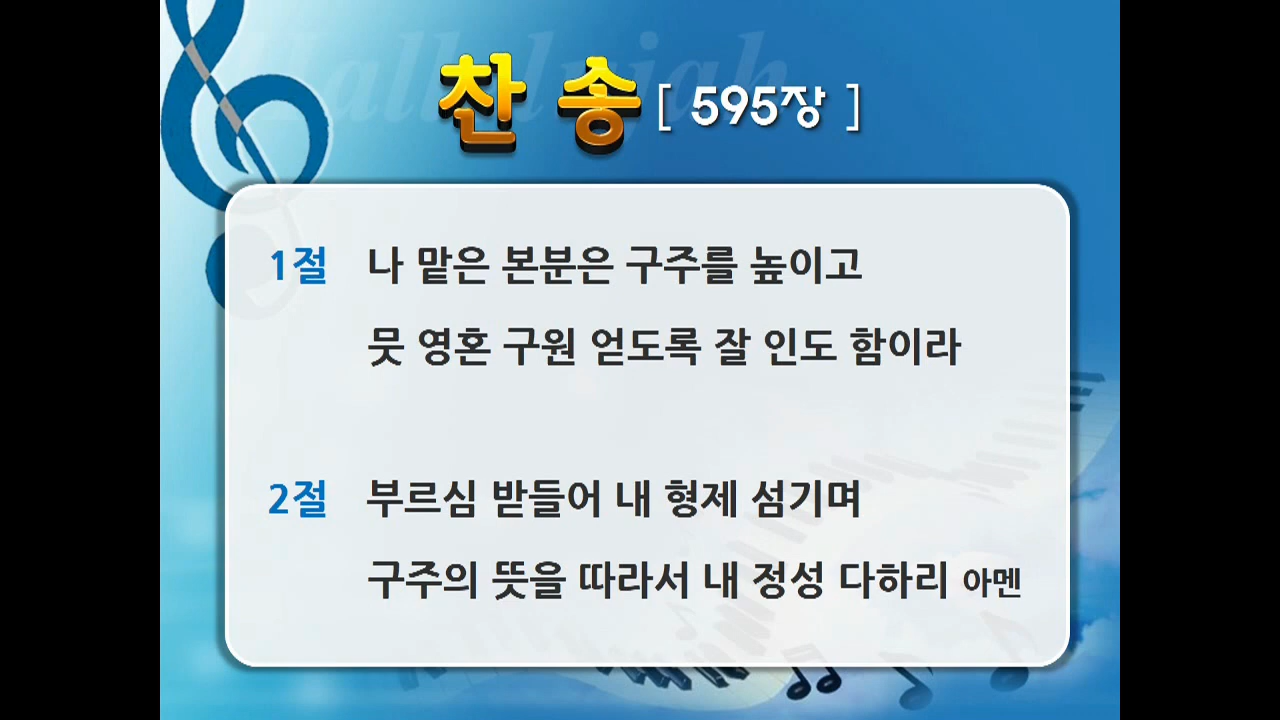 Hallelujah
찬 송 [ 595장 ]
1절 나 맡은 본분은 구주를 높이고
뭇 영혼 구원 얻도록 잘 인도 함이라
2절 부르심 받들어 내 형제 섬기며
구주의 뜻을 따라서 내 정성 다하리 아멘